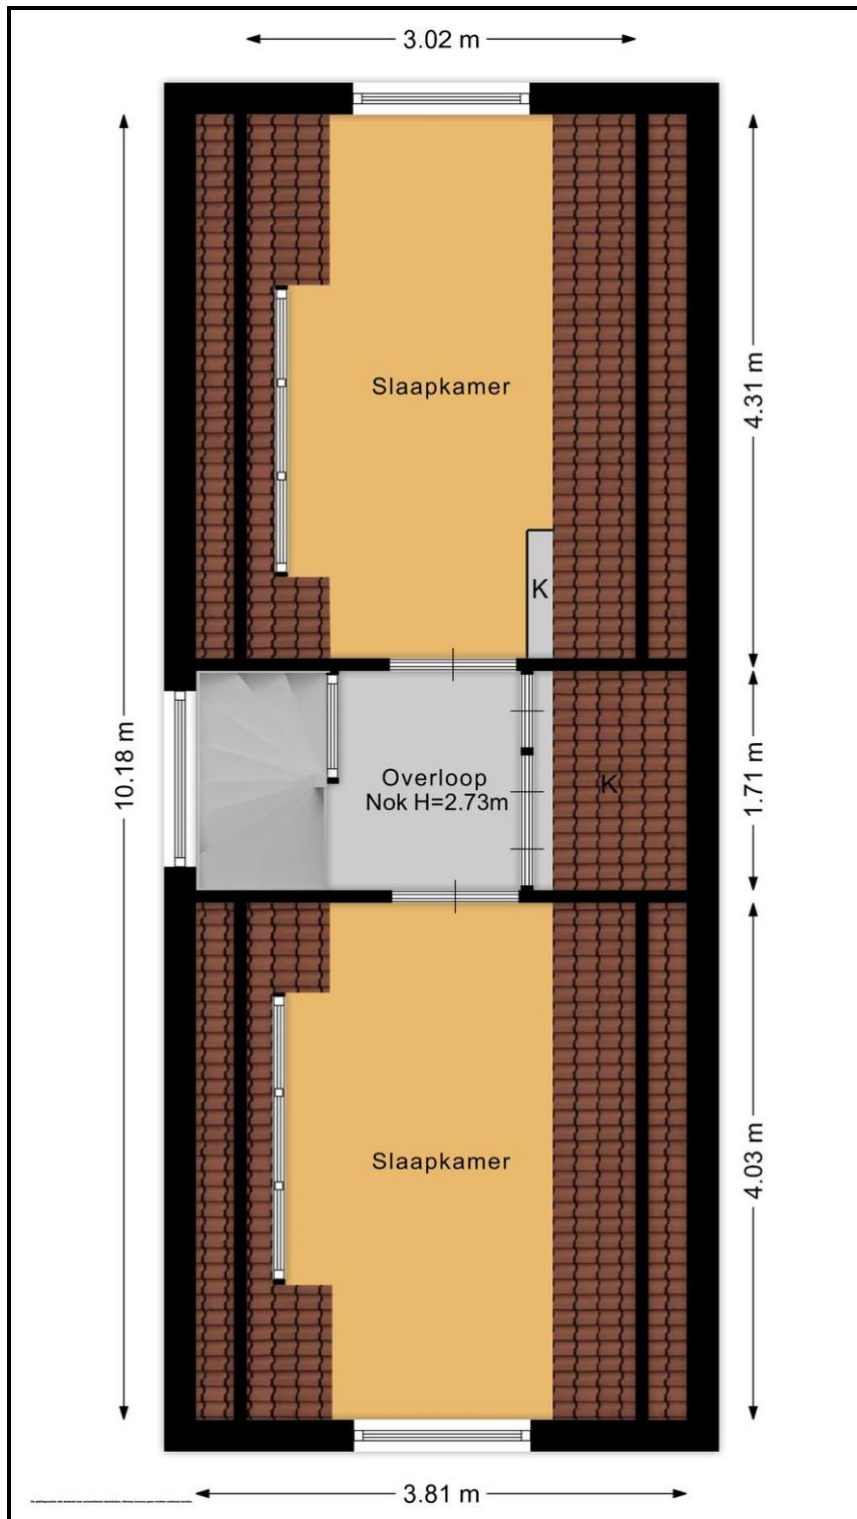 3.02 m
4.31 m
Slaapkamer
K
10.18 m
1.71 m
Overloop
Nok H=2.73m
K
4.03 m
Slaapkamer
3.81 m